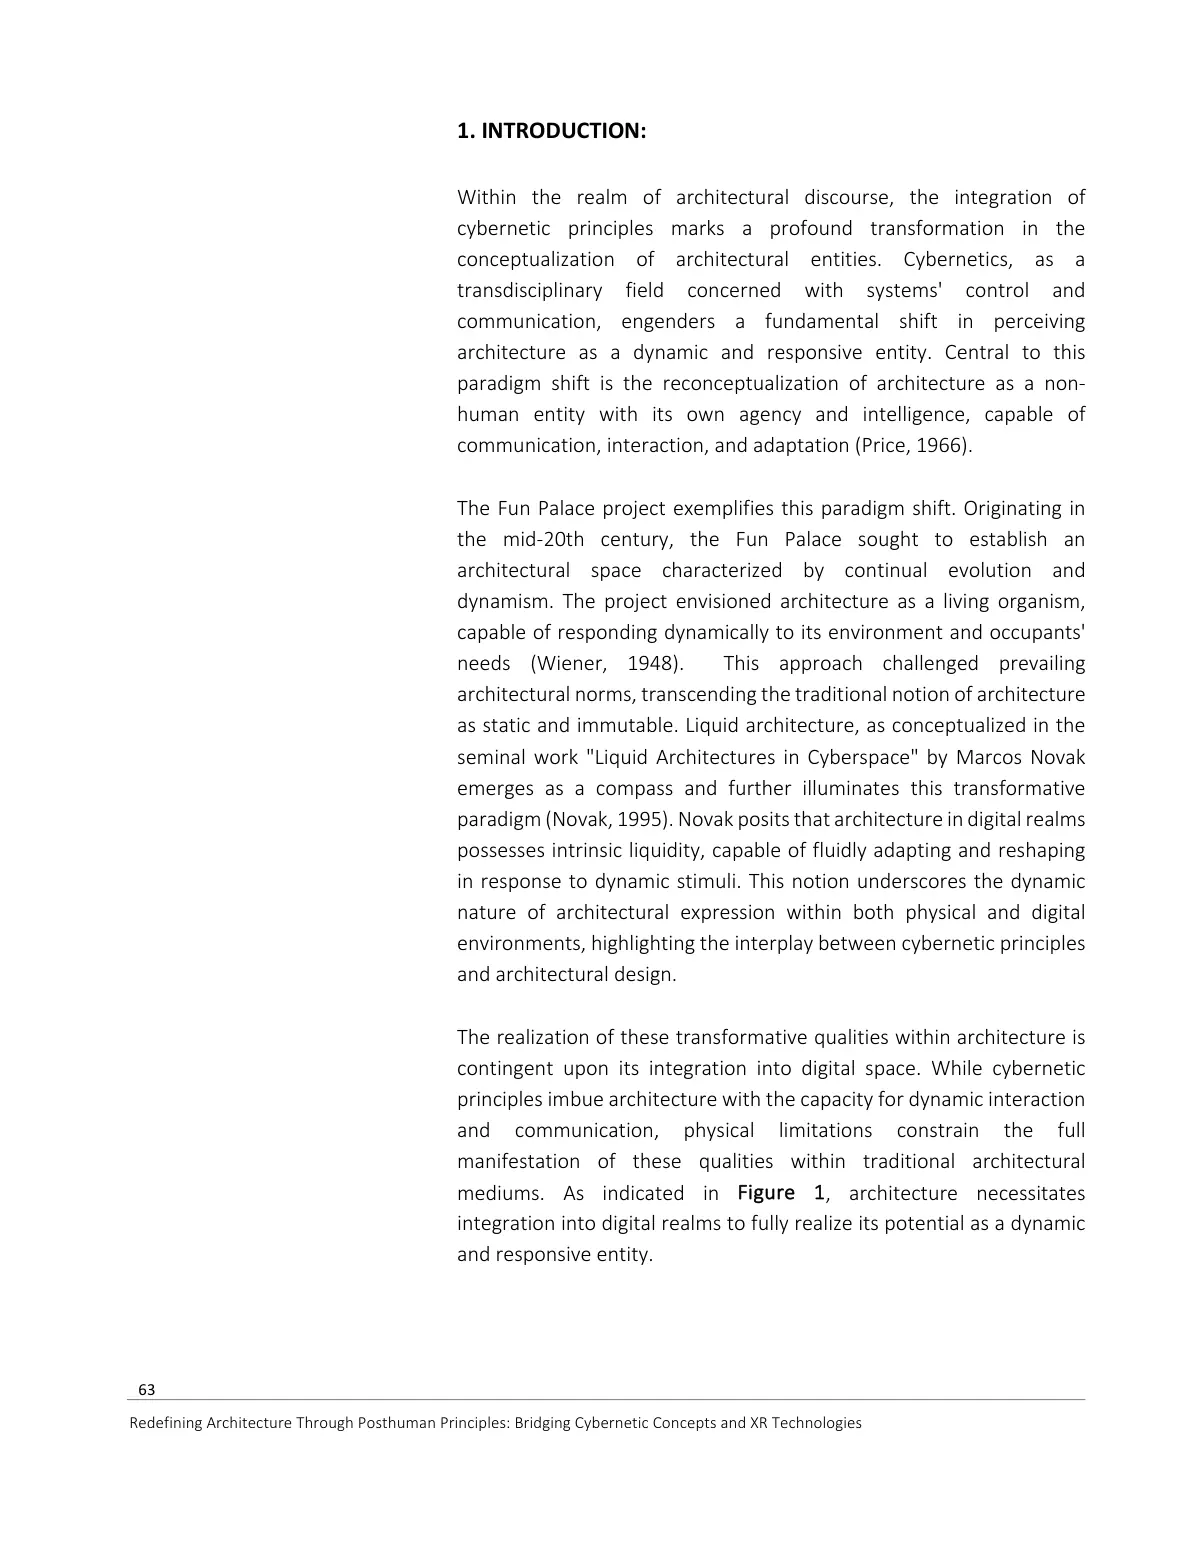 1. INTRODUCTION:
Within the realm of architectural discourse, the integration of
cybernetic principles marks a profound transformation in the
conceptualization of architectural entities. Cybernetics, as a
transdisciplinary field concerned with systems' control and
communication, engenders a fundamental shift in perceiving
architecture as a dynamic and responsive entity. Central to this
paradigm shift is the reconceptualization of architecture as a non-
human entity with its own agency and intelligence, capable of
communication, interaction, and adaptation (Price, 1966).
The Fun Palace project exemplifies this paradigm shift. Originating in
the mid-20th century, the Fun Palace sought to establish an
architectural space characterized by continual evolution and
dynamism. The project envisioned architecture as a living organism,
capable of responding dynamically to its environment and occupants'
needs (Wiener, 1948). This approach challenged prevailing
architectural norms, transcending the traditional notion of architecture
as static and immutable. Liquid architecture, as conceptualized in the
seminal work "Liquid Architectures in Cyberspace" by Marcos Novak
emerges as a compass and further illuminates this transformative
paradigm (Novak, 1995). Novak posits that architecture in digital realms
possesses intrinsic liquidity, capable of fluidly adapting and reshaping
in response to dynamic stimuli. This notion underscores the dynamic
nature of architectural expression within both physical and digital
environments, highlighting the interplay between cybernetic principles
and architectural design.
The realization of these transformative qualities within architecture is
contingent upon its integration into digital space. While cybernetic
principles imbue architecture with the capacity for dynamic interaction
and communication, physical limitations constrain the full
manifestation of these qualities within traditional architectural
mediums. As indicated in Figure 1, architecture necessitates
integration into digital realms to fully realize its potential as a dynamic
and responsive entity.
63
Redefining Architecture Through Posthuman Principles: Bridging Cybernetic Concepts and XR Technologies